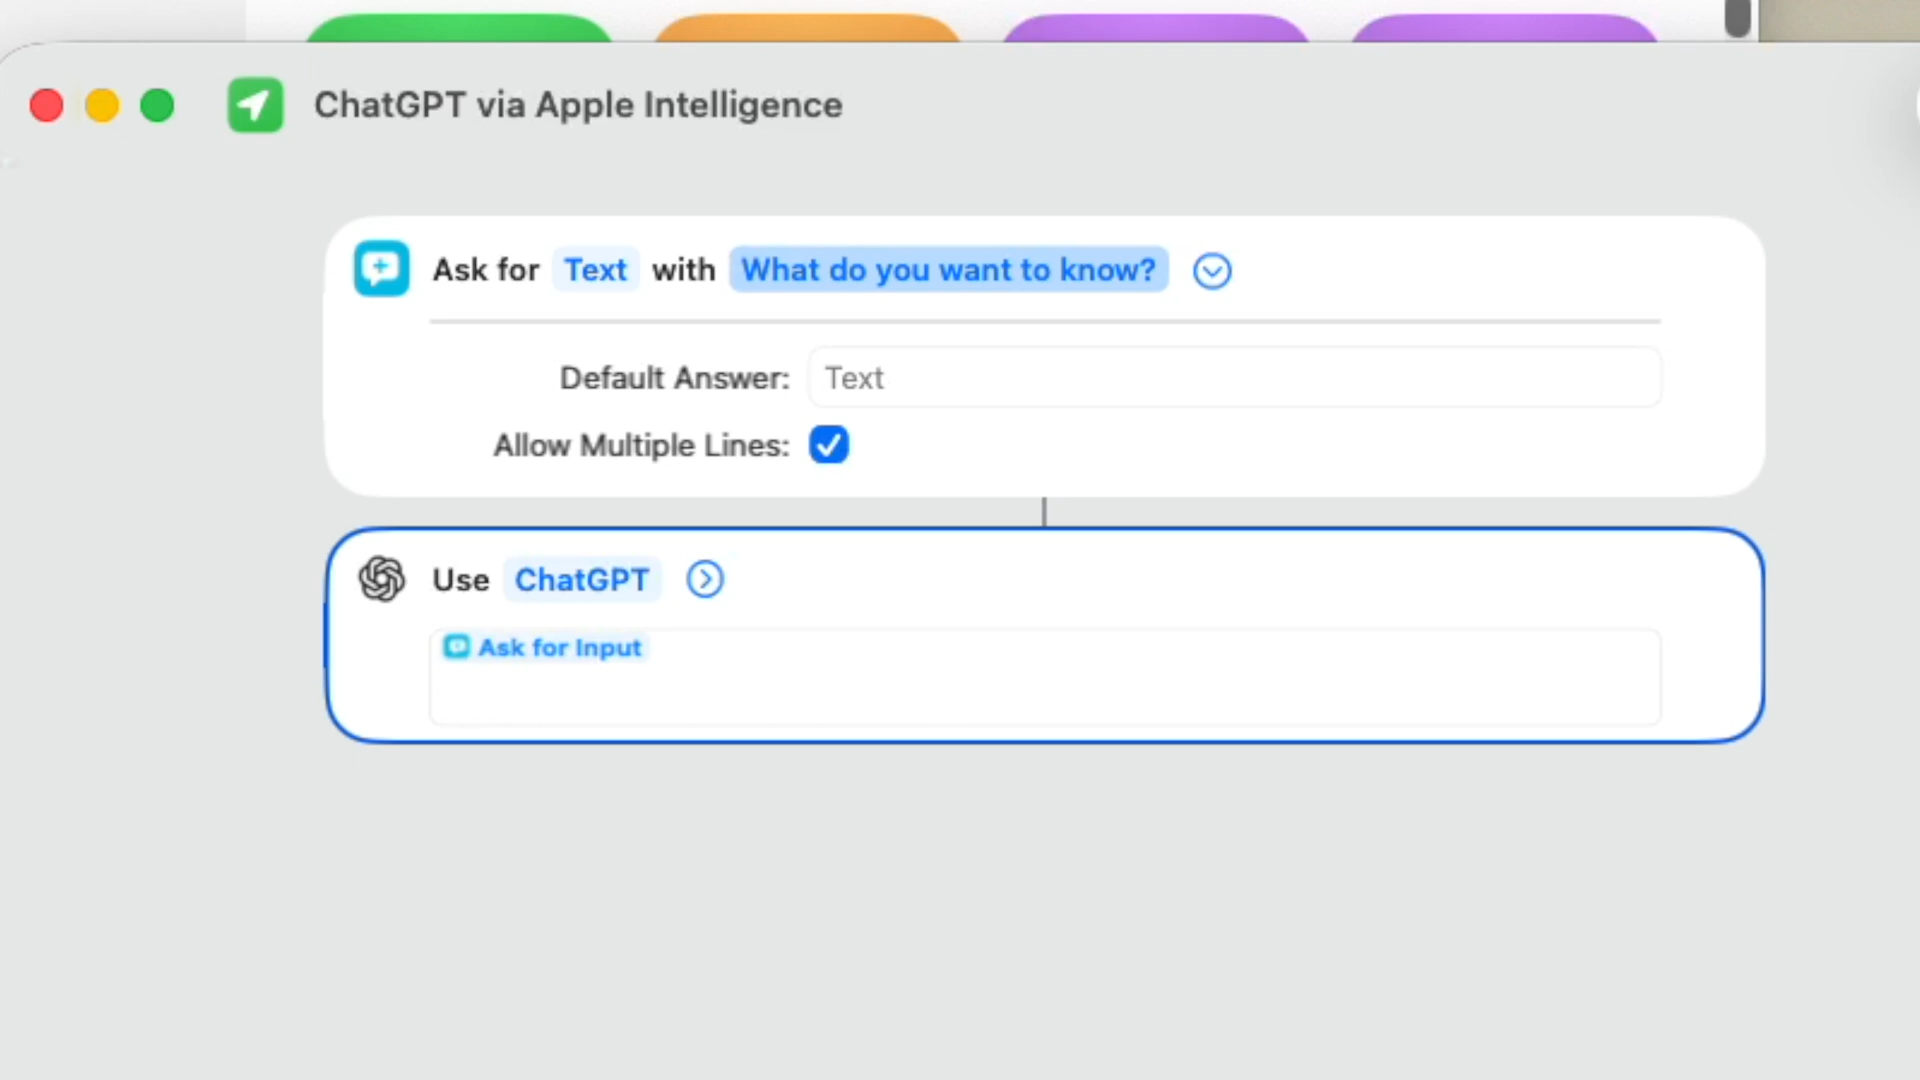 ChatGPT via Apple Intelligence
Ask for Text with What do you want to know?
Default Answer: Text
Allow Multiple Lines:
Use ChatGPT
Ask for Input